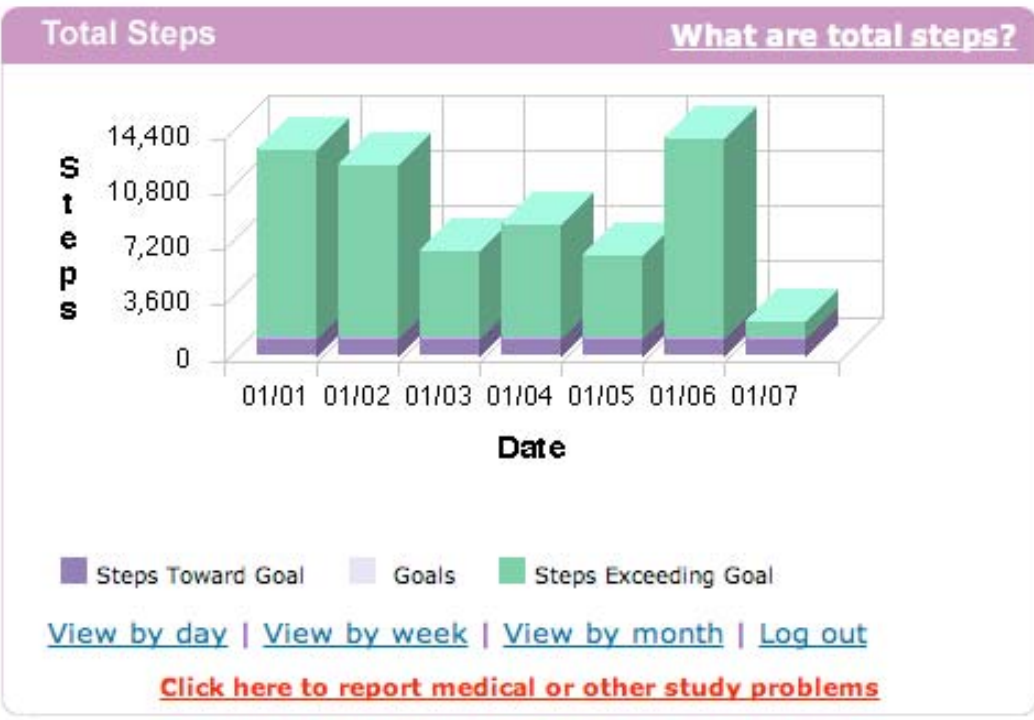 Total Steps What are total steps?
Steps
14,400
10,800
7,200
3,600
0
01/01 01/02 01/03 01/04 01/05 01/06 01/07
Date
Steps Toward Goal Goals Steps Exceeding Goal
View by day | View by week | View by month | Log out
Click here to report medical or other study problems